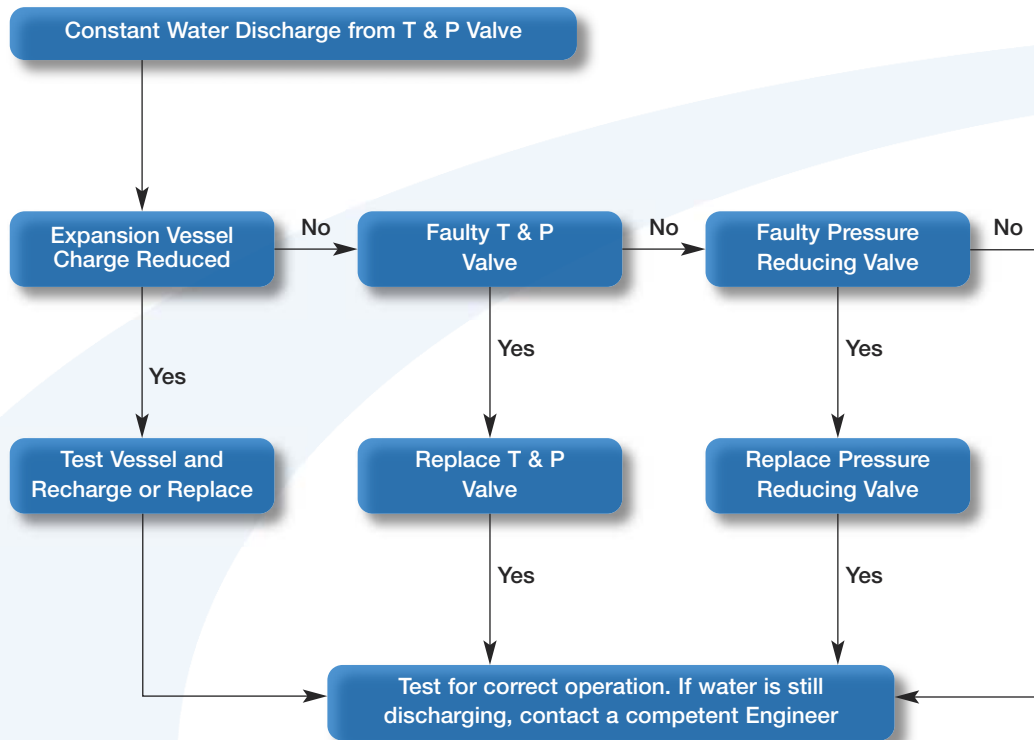 Constant Water Discharge from T & P Valve
Expansion Vessel
Charge Reduced
No
Faulty T & P
Valve
No
Faulty Pressure
Reducing Valve
No
Yes
Yes
Yes
Test Vessel and
Recharge or Replace
Replace T & P
Valve
Replace Pressure
Reducing Valve
Yes
Yes
Test for correct operation. If water is still
discharging, contact a competent Engineer